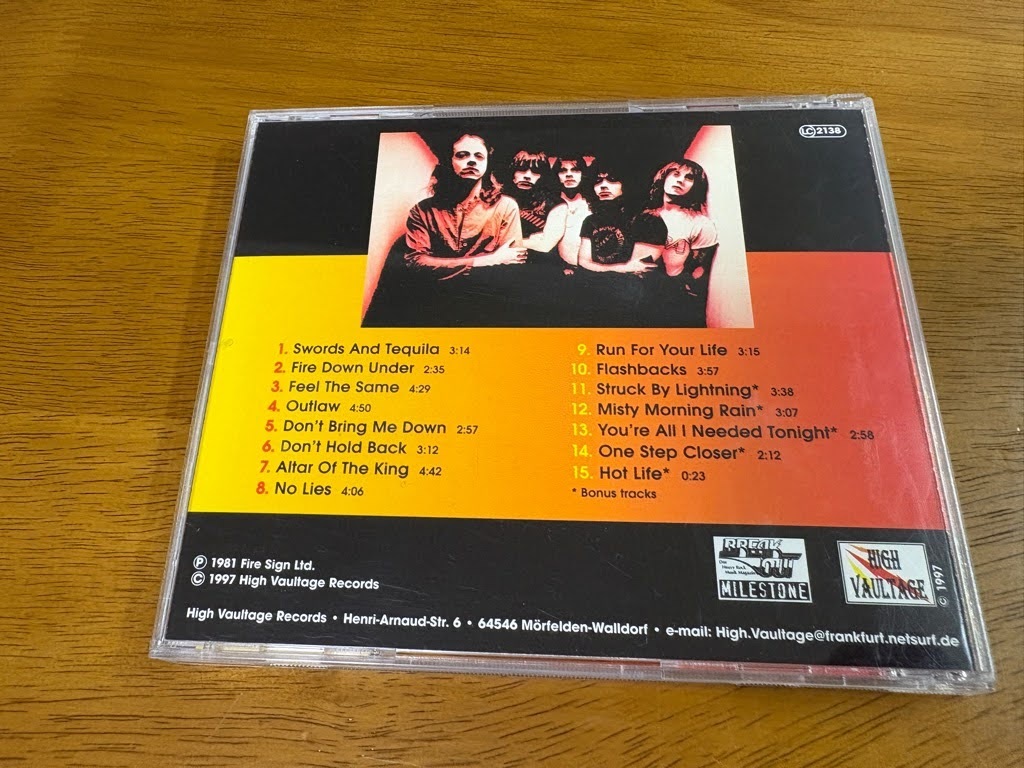 LC 2138
1. Swords And Tequila 3:14
2. Fire Down Under 2:35
3. Feel The Same 4:29
4. Outlaw 4:50
5. Don't Bring Me Down 2:57
6. Don't Hold Back 3:12
7. Altar Of The King 4:42
8. No Lies 4:06
9. Run For Your Life 3:15
10. Flashbacks 3:57
11. Struck By Lightning* 3:38
12. Misty Morning Rain* 3:07
13. You're All I Needed Tonight* 2:58
14. One Step Closer* 2:12
15. Hot Life* 0:23
* Bonus tracks
Ⓟ 1981 Fire Sign Ltd.
© 1997 High Vaultage Records
BREAK OUT
Das Heavy Rock Musik Magazin
MILESTONE
HIGH
VAULTAGE
© 1997
High Vaultage Records • Henri-Arnaud-Str. 6 • 64546 Mörfelden-Walldorf • e-mail: High.Vaultage@frankfurt.netsurf.de